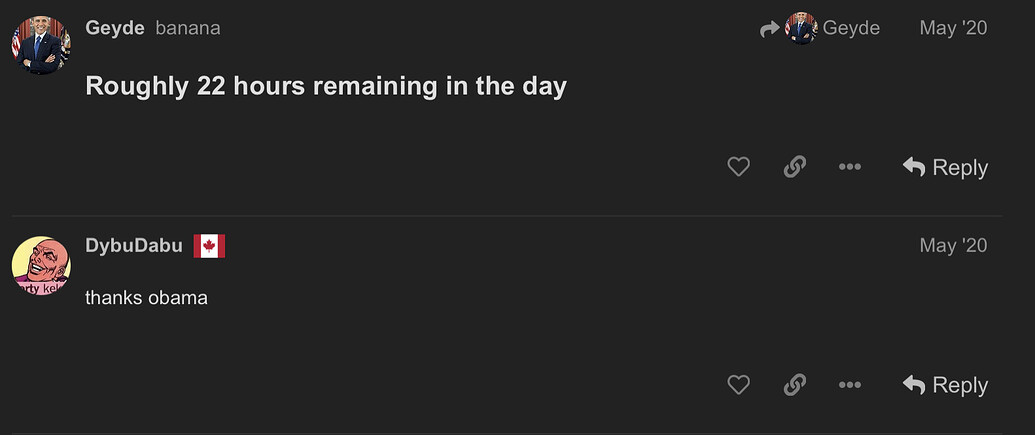 Geyde banana Geyde May '20
Roughly 22 hours remaining in the day
Reply
DybuDabu May '20
thanks obama
Reply